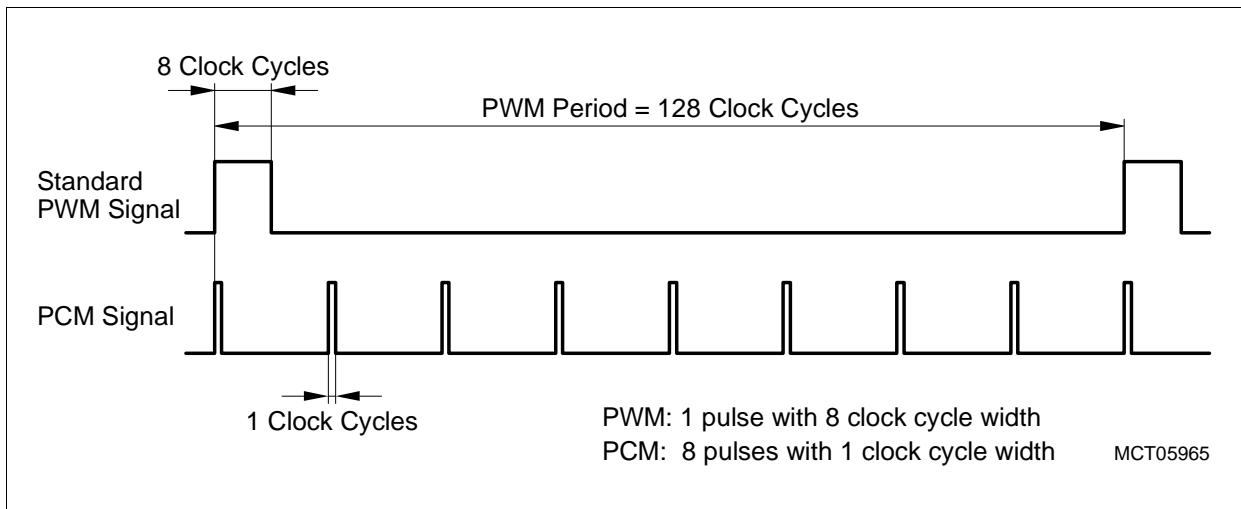 8 Clock Cycles
PWM Period = 128 Clock Cycles
Standard
PWM Signal
PCM Signal
1 Clock Cycles
PWM: 1 pulse with 8 clock cycle width
PCM: 8 pulses with 1 clock cycle width
MCT05965